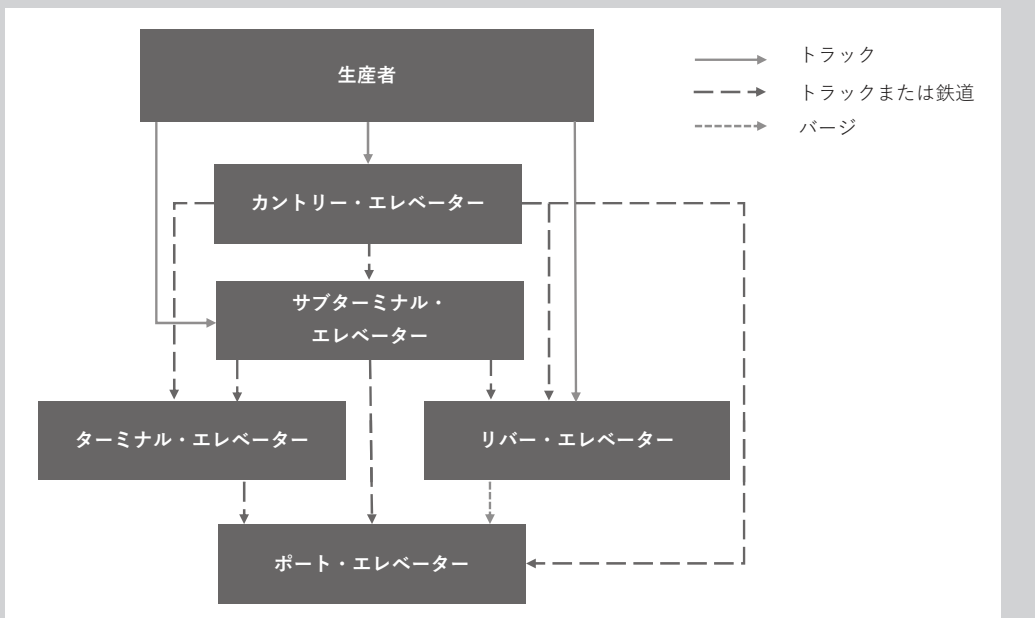 生産者
トラック
トラックまたは鉄道
バージ
カントリー・エレベーター
サブターミナル・
エレベーター
ターミナル・エレベーター
リバー・エレベーター
ポート・エレベーター